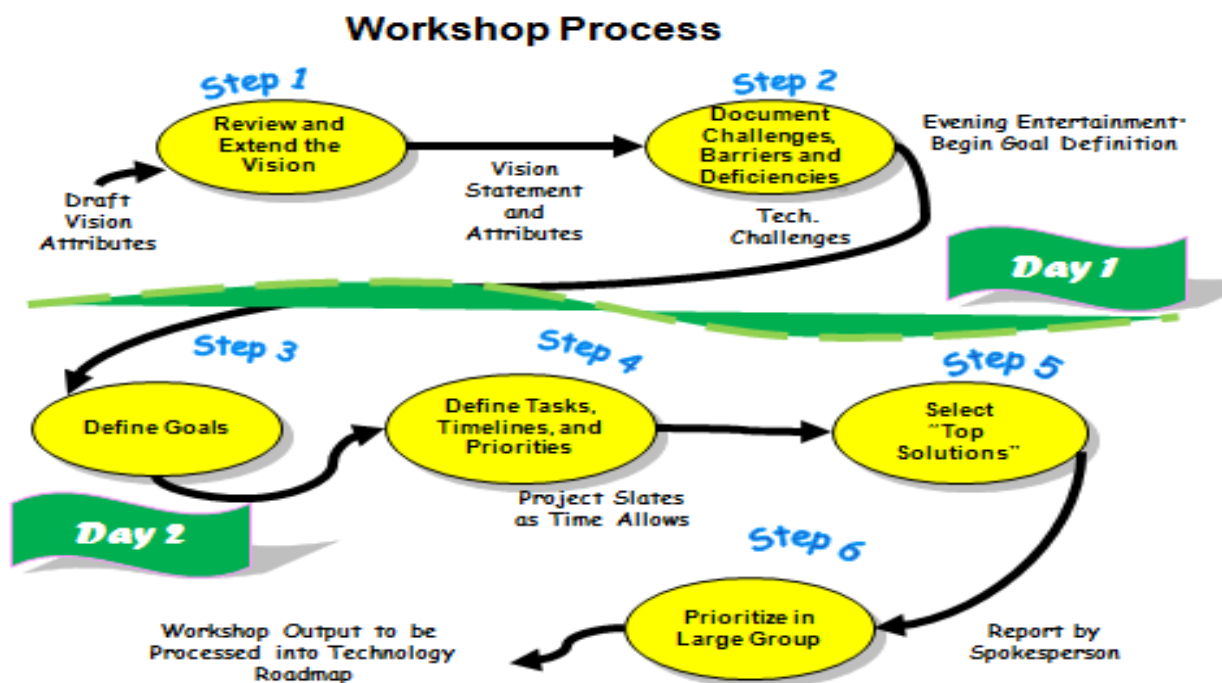 Workshop Process
Step 1
Review and
Extend the
Vision
Draft
Vision
Attributes
Vision
Statement
and
Attributes
Step 2
Document
Challenges,
Barriers and
Deficiencies
Tech.
Challenges
Evening Entertainment-
Begin Goal Definition
Day 1
Step 3
Define Goals
Step 4
Define Tasks,
Timelines, and
Priorities
Project Slates
as Time Allows
Step 5
Select
"Top
Solutions"
Day 2
Step 6
Prioritize in
Large Group
Report by
Spokesperson
Workshop Output to be
Processed into Technology
Roadmap